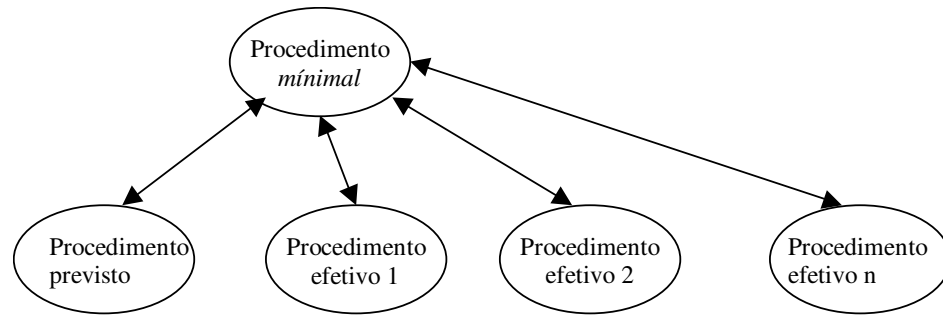 Procedimento
mínimal
Procedimento
previsto
Procedimento
efetivo 1
Procedimento
efetivo 2
Procedimento
efetivo n